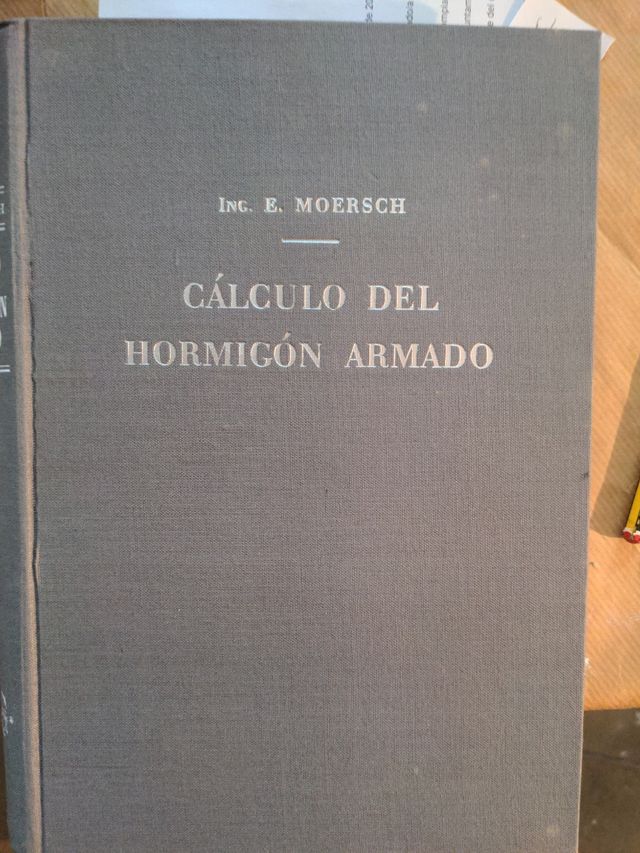 ING. E. MOERSCH
CÁLCULO DEL
HORMIGÓN ARMADO